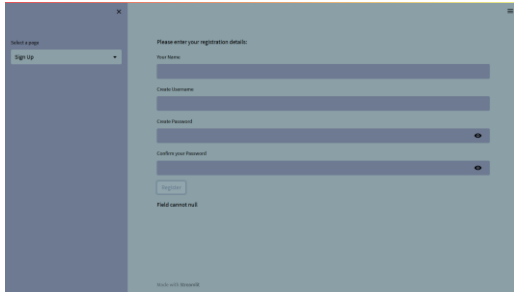 Select a page
Sign Up
Please enter your registration details:
Your Name
Create Username
Create Password
Confirm your Password
Register
Field cannot null
Made with Streamlit